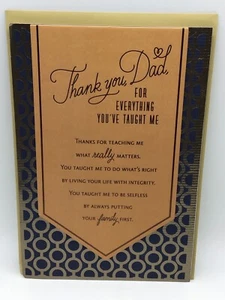 Thank you, Dad,
FOR
EVERYTHING
YOU'VE TAUGHT ME
THANKS FOR TEACHING ME
WHAT really MATTERS.
YOU TAUGHT ME TO DO WHAT'S RIGHT
BY LIVING YOUR LIFE WITH INTEGRITY.
YOU TAUGHT ME TO BE SELFLESS
BY ALWAYS PUTTING
YOUR family FIRST.